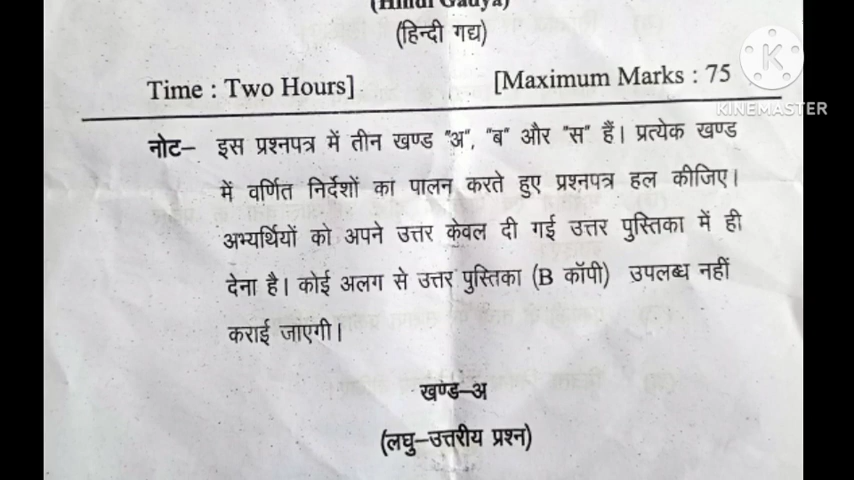 (Hindi Gadya)
(हिन्दी गद्य)
Time : Two Hours] [Maximum Marks : 75
KINEMASTER
नोट– इस प्रश्नपत्र में तीन खण्ड "अ", "ब" और "स" हैं। प्रत्येक खण्ड
में वर्णित निर्देशों का पालन करते हुए प्रश्नपत्र हल कीजिए।
अभ्यर्थियों को अपने उत्तर केवल दी गई उत्तर पुस्तिका में ही
देना है। कोई अलग से उत्तर पुस्तिका (B कॉपी) उपलब्ध नहीं
कराई जाएगी।
खण्ड–अ
(लघु–उत्तरीय प्रश्न)